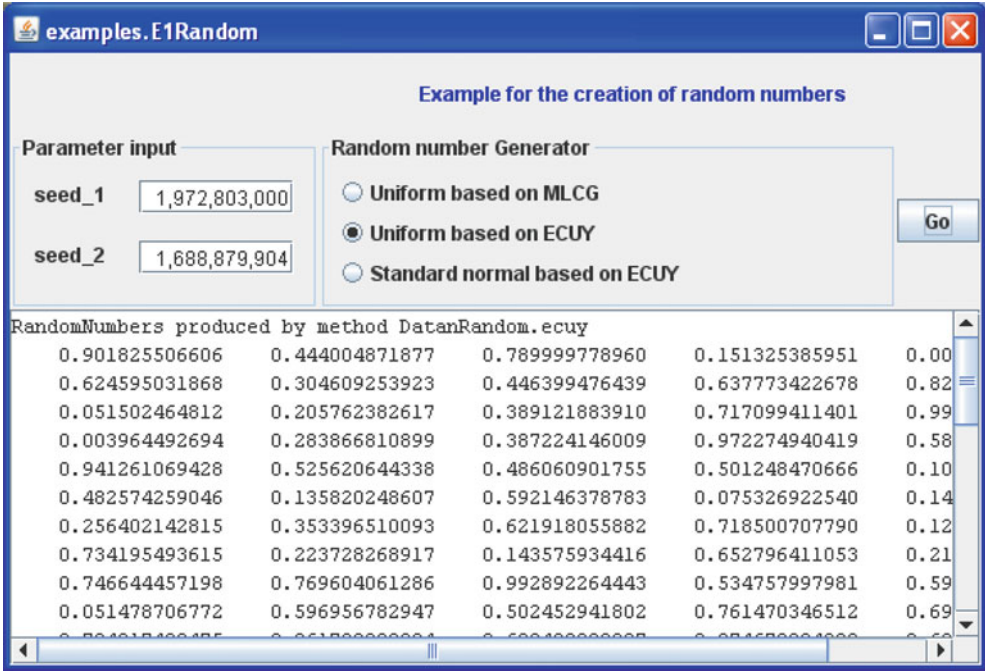 examples.E1Random
Example for the creation of random numbers
Parameter input
seed_1 1,972,803,000
seed_2 1,688,879,904
Random number Generator
Uniform based on MLCG
Uniform based on ECUY
Standard normal based on ECUY
Go
RandomNumbers produced by method DatanRandom.ecuy
0.901825506606 0.444004871877 0.789999778960 0.151325385951 0.00
0.624595031868 0.304609253923 0.446399476439 0.637773422678 0.82
0.051502464812 0.205762382617 0.389121883910 0.717099411401 0.99
0.003964492694 0.283866810899 0.387224146009 0.972274940419 0.58
0.941261069428 0.525620644338 0.486060901755 0.501248470666 0.10
0.482574259046 0.135820248607 0.592146378783 0.075326922540 0.14
0.256402142815 0.353396510093 0.621918055882 0.718500707790 0.12
0.734195493615 0.223728268917 0.143575934416 0.652796411053 0.21
0.746644457198 0.769604061286 0.992892264443 0.534757997981 0.59
0.051478706772 0.596956782947 0.502452941802 0.761470346512 0.69